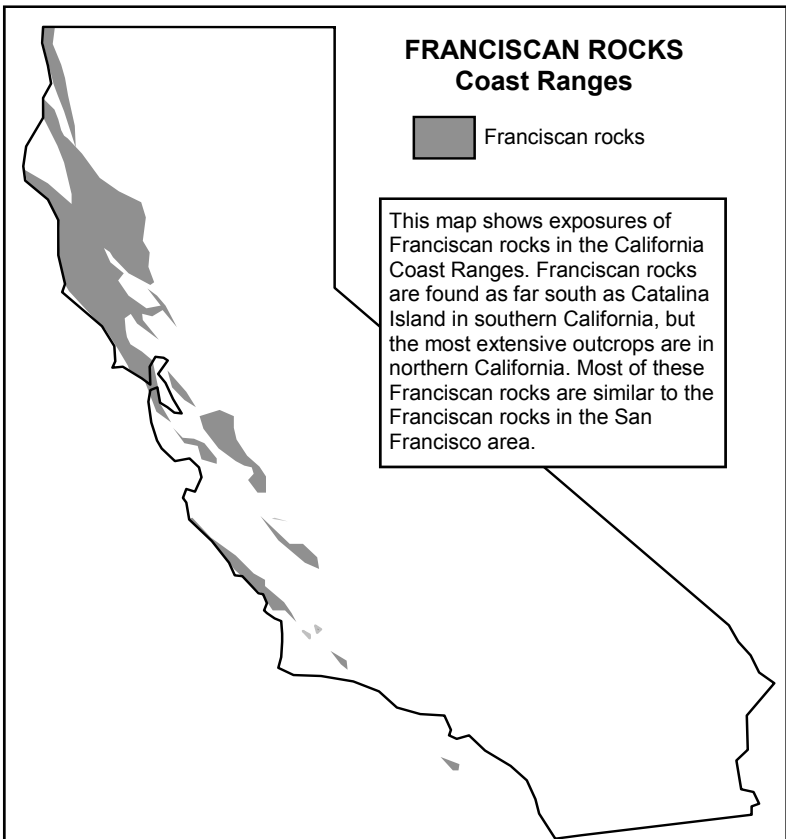 FRANCISCAN ROCKS
Coast Ranges
Franciscan rocks
This map shows exposures of
Franciscan rocks in the California
Coast Ranges. Franciscan rocks
are found as far south as Catalina
Island in southern California, but
the most extensive outcrops are in
northern California. Most of these
Franciscan rocks are similar to the
Franciscan rocks in the San
Francisco area.